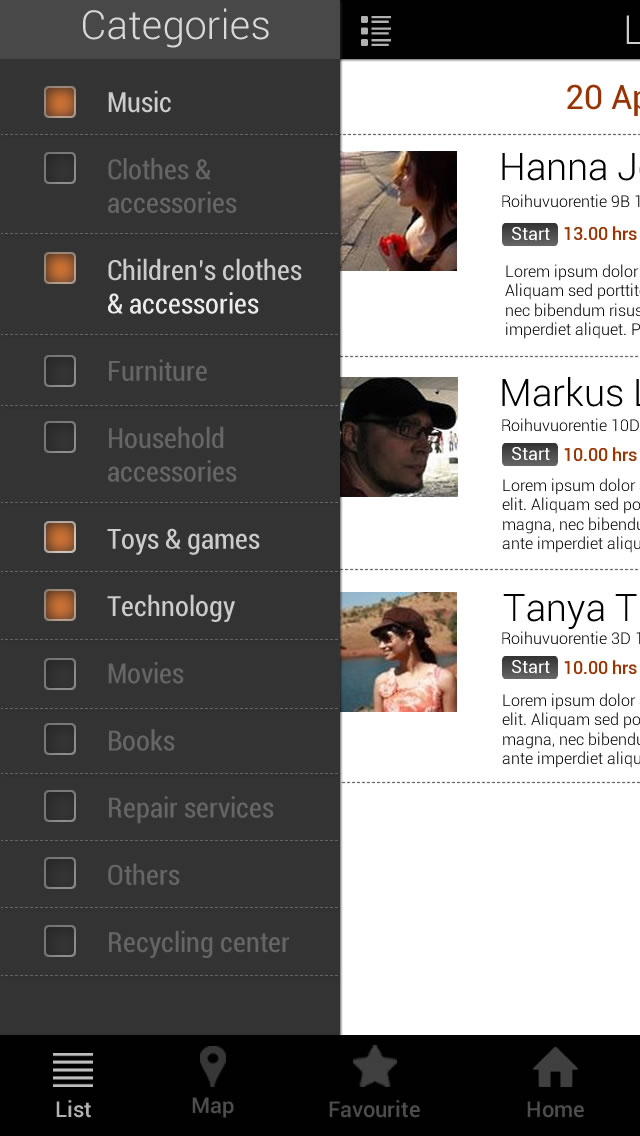 Categories
Music
Clothes &
accessories
Children's clothes
& accessories
Furniture
Household
accessories
Toys & games
Technology
Movies
Books
Repair services
Others
Recycling center
20 Ap
Hanna J
Roihuvuorentie 9B 1
Start 13.00 hrs
Lorem ipsum dolor
Aliquam sed porttit
nec bibendum risus
imperdiet aliquet. P
Markus L
Roihuvuorentie 10D
Start 10.00 hrs
Lorem ipsum dolor
elit. Aliquam sed po
magna, nec bibendu
ante imperdiet aliqu
Tanya T
Roihuvuorentie 3D 1
Start 10.00 hrs
Lorem ipsum dolor
elit. Aliquam sed po
magna, nec bibendu
ante imperdiet aliqu
List
Map
Favourite
Home